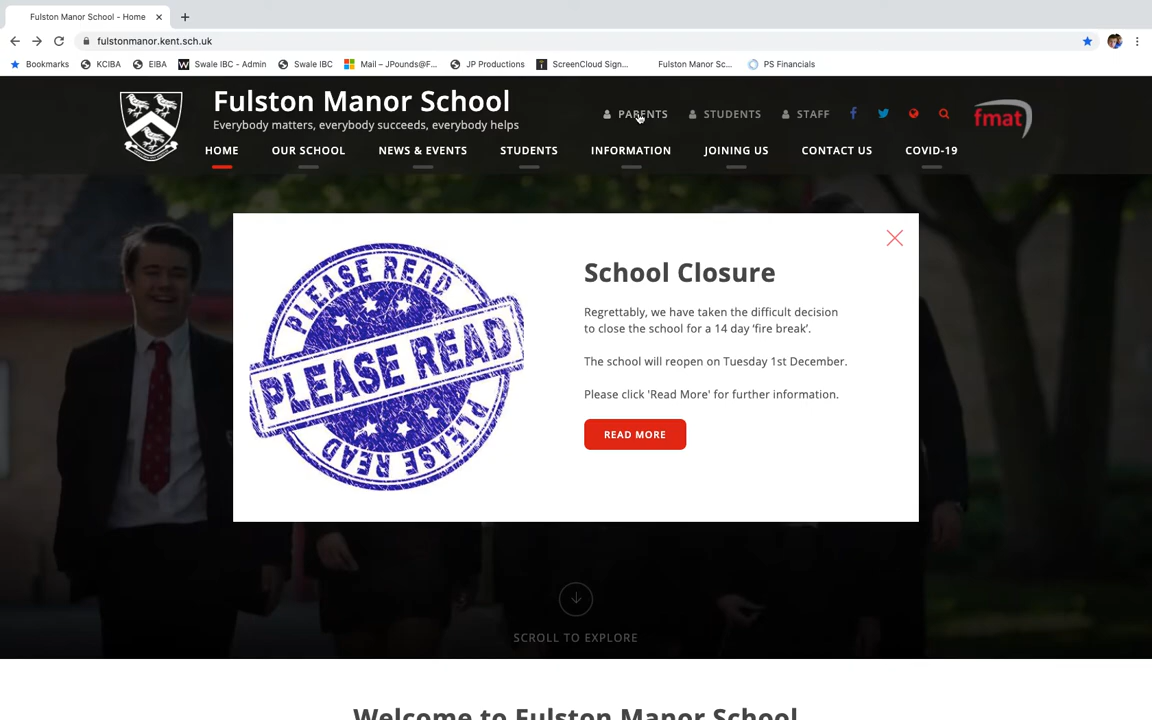 Fulston Manor School - Home
fulstonmanor.kent.sch.uk
Bookmarks KCIBA EIBA Swale IBC - Admin Swale IBC Mail – JPounds@F... JP Productions ScreenCloud Sign... Fulston Manor Sc... PS Financials
Fulston Manor School
Everybody matters, everybody succeeds, everybody helps
PARENTS STUDENTS STAFF
fmat
HOME OUR SCHOOL NEWS & EVENTS STUDENTS INFORMATION JOINING US CONTACT US COVID-19
PLEASE READ
PLEASE READ
PLEASE READ
School Closure
Regrettably, we have taken the difficult decision
to close the school for a 14 day ‘fire break’.
The school will reopen on Tuesday 1st December.
Please click 'Read More' for further information.
READ MORE
SCROLL TO EXPLORE
Welcome to Fulston Manor School